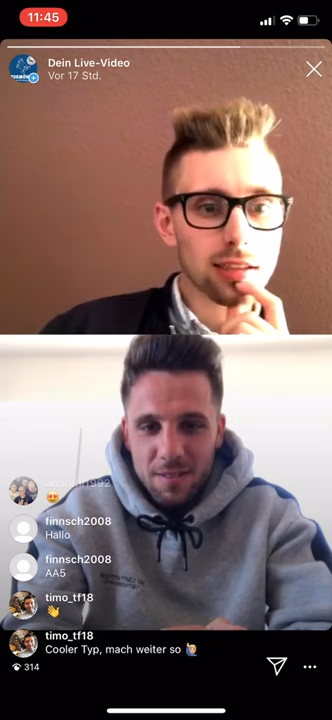 11:45
Dein Live-Video
Vor 17 Std.
finnsch2008
Hallo
finnsch2008
AA5
timo_tf18
👋
timo_tf18
Cooler Typ, mach weiter so 🙋🏼‍♂️
314